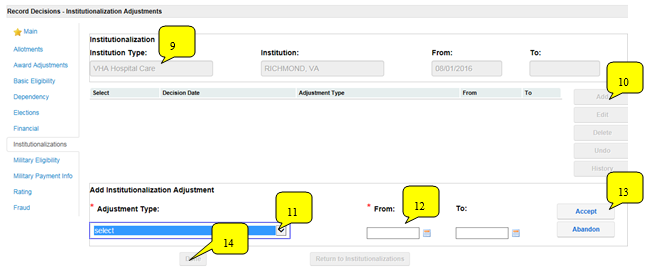 Record Decisions - Institutionalization Adjustments
Main
Allotments
Award Adjustments
Basic Eligibility
Dependency
Elections
Financial
Institutionalizations
Military Eligibility
Military Payment Info
Rating
Fraud
Institutionalization
9
Institution Type: Institution: From: To:
VHA Hospital Care RICHMOND, VA 08/01/2016
10
Select Decision Date Adjustment Type From To
Add
Edit
Delete
Undo
History
Add Institutionalization Adjustment
13
* Adjustment Type: 11 * From: 12 To:
Accept
select
Abandon
14
Return to Institutionalizations